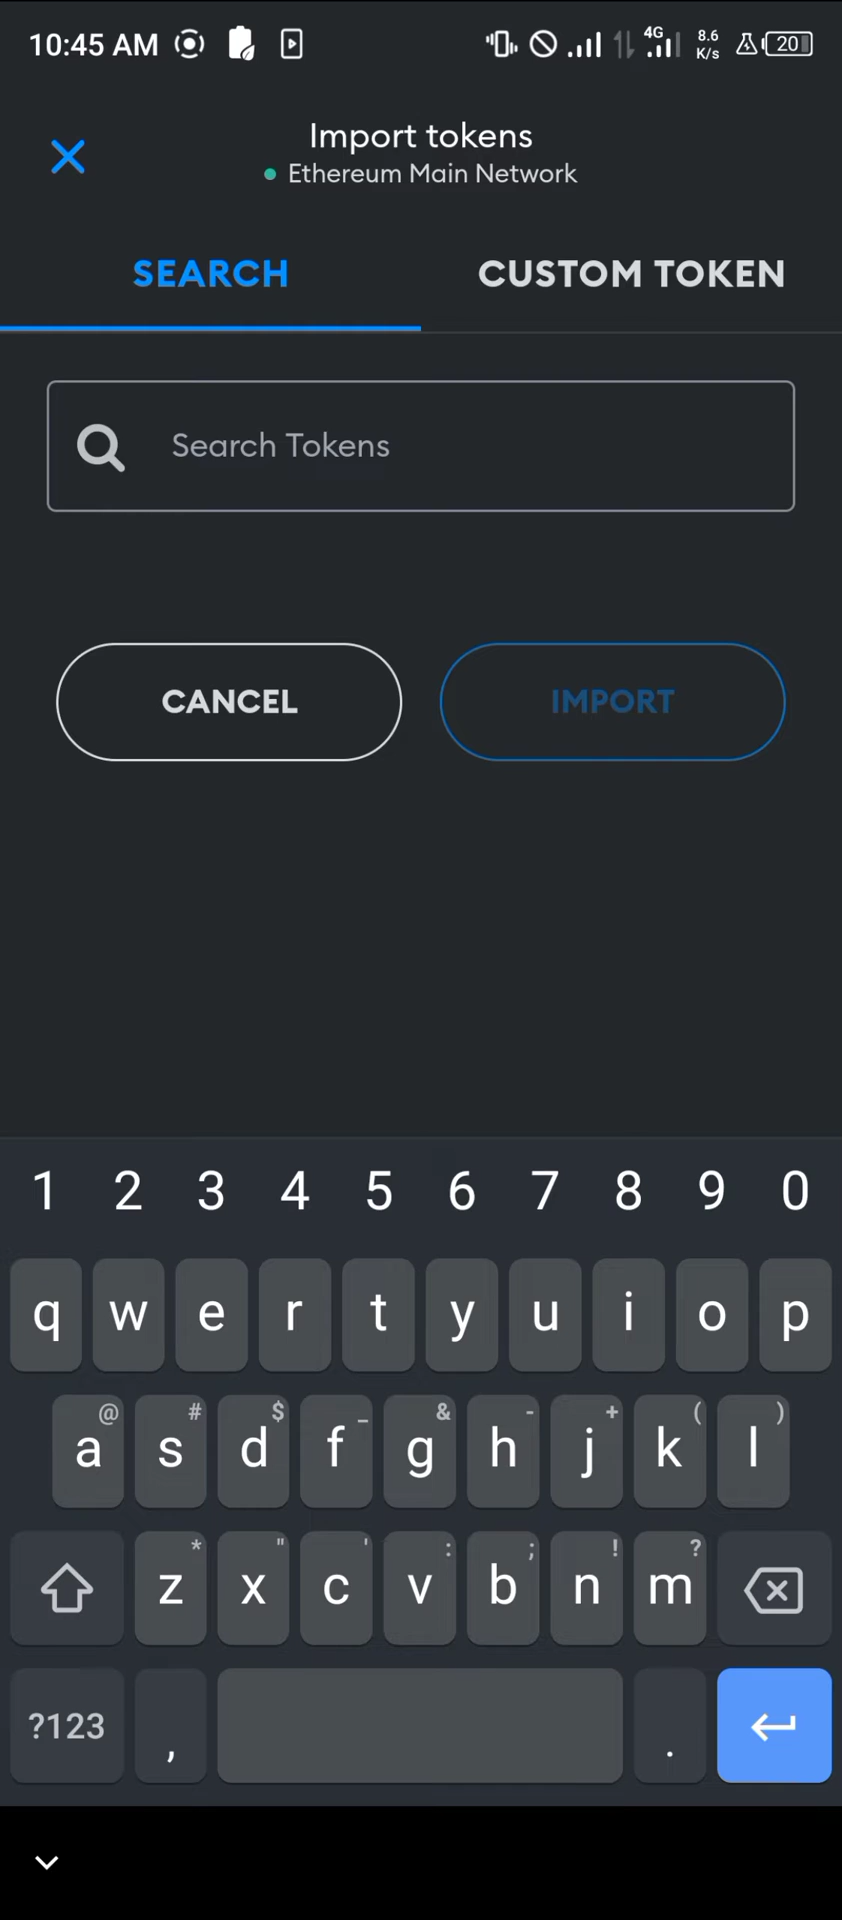 10:45 AM 4G 8.6 K/s 20
Import tokens
Ethereum Main Network
SEARCH CUSTOM TOKEN
Search Tokens
CANCEL IMPORT
1 2 3 4 5 6 7 8 9 0
q w e r t y u i o p
@ # $ _ & - + ( )
a s d f g h j k l
* " ' : ; ! ?
z x c v b n m
?123 , .